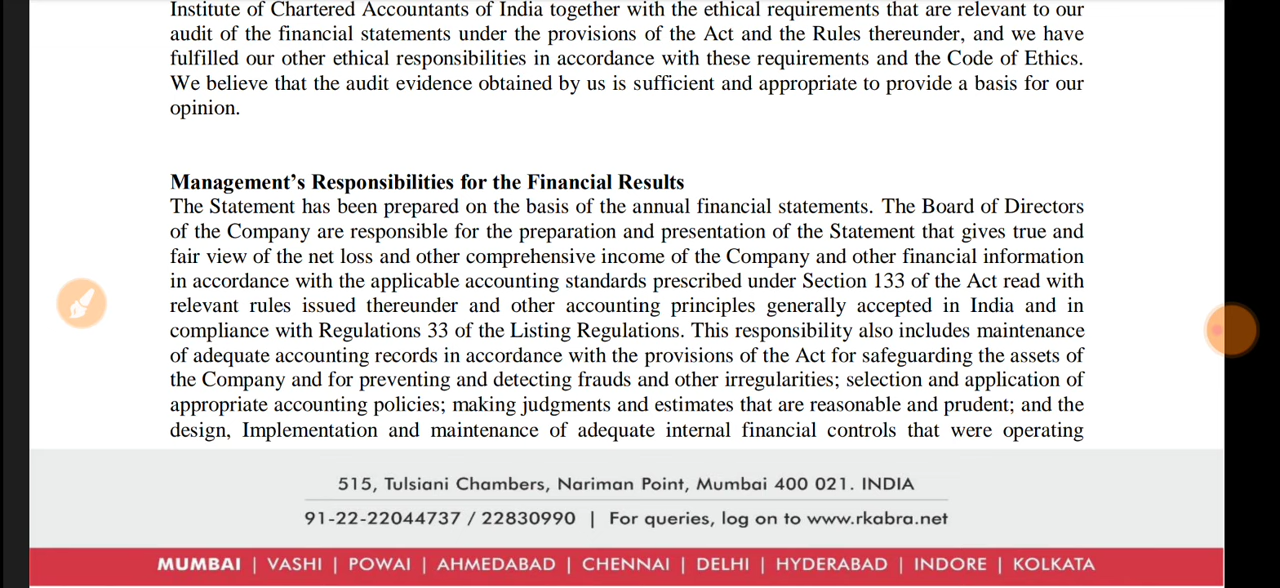 Institute of Chartered Accountants of India together with the ethical requirements that are relevant to our
audit of the financial statements under the provisions of the Act and the Rules thereunder, and we have
fulfilled our other ethical responsibilities in accordance with these requirements and the Code of Ethics.
We believe that the audit evidence obtained by us is sufficient and appropriate to provide a basis for our
opinion.
Management’s Responsibilities for the Financial Results
The Statement has been prepared on the basis of the annual financial statements. The Board of Directors
of the Company are responsible for the preparation and presentation of the Statement that gives true and
fair view of the net loss and other comprehensive income of the Company and other financial information
in accordance with the applicable accounting standards prescribed under Section 133 of the Act read with
relevant rules issued thereunder and other accounting principles generally accepted in India and in
compliance with Regulations 33 of the Listing Regulations. This responsibility also includes maintenance
of adequate accounting records in accordance with the provisions of the Act for safeguarding the assets of
the Company and for preventing and detecting frauds and other irregularities; selection and application of
appropriate accounting policies; making judgments and estimates that are reasonable and prudent; and the
design, Implementation and maintenance of adequate internal financial controls that were operating
515, Tulsiani Chambers, Nariman Point, Mumbai 400 021. INDIA
91-22-22044737 / 22830990 | For queries, log on to www.rkabra.net
MUMBAI | VASHI | POWAI | AHMEDABAD | CHENNAI | DELHI | HYDERABAD | INDORE | KOLKATA